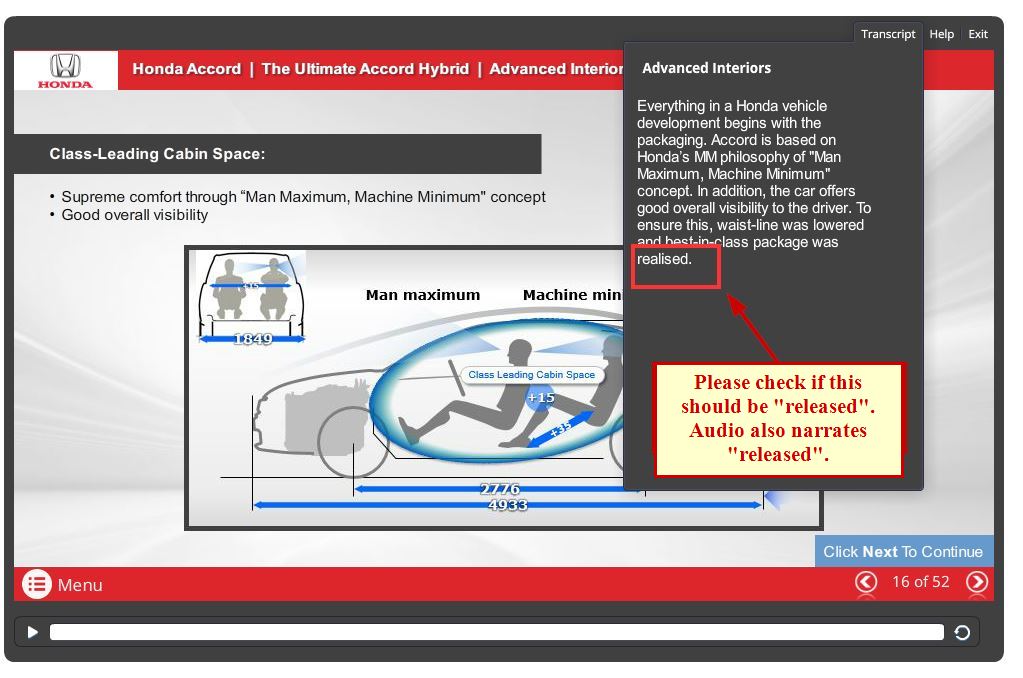 Transcript Help Exit
HONDA
Honda Accord | The Ultimate Accord Hybrid | Advanced Interior
Advanced Interiors
Everything in a Honda vehicle
development begins with the
packaging. Accord is based on
Honda's MM philosophy of "Man
Maximum, Machine Minimum"
concept. In addition, the car offers
good overall visibility to the driver. To
ensure this, waist-line was lowered
and best-in-class package was
realised.
Class-Leading Cabin Space:
• Supreme comfort through “Man Maximum, Machine Minimum" concept
• Good overall visibility
+15
1849
Man maximum
Machine min
Class Leading Cabin Space
+15
+35
2776
4933
Please check if this
should be "released".
Audio also narrates
"released".
Click Next To Continue
Menu
16 of 52